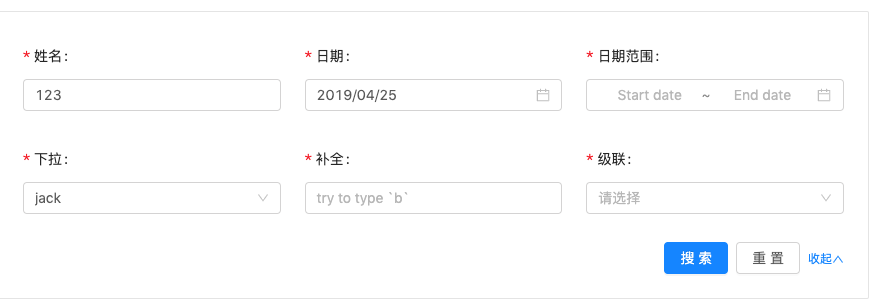 * 姓名: * 日期: * 日期范围:
123 2019/04/25 Start date ~ End date
* 下拉: * 补全: * 级联:
jack try to type `b` 请选择
搜 索 重 置 收起